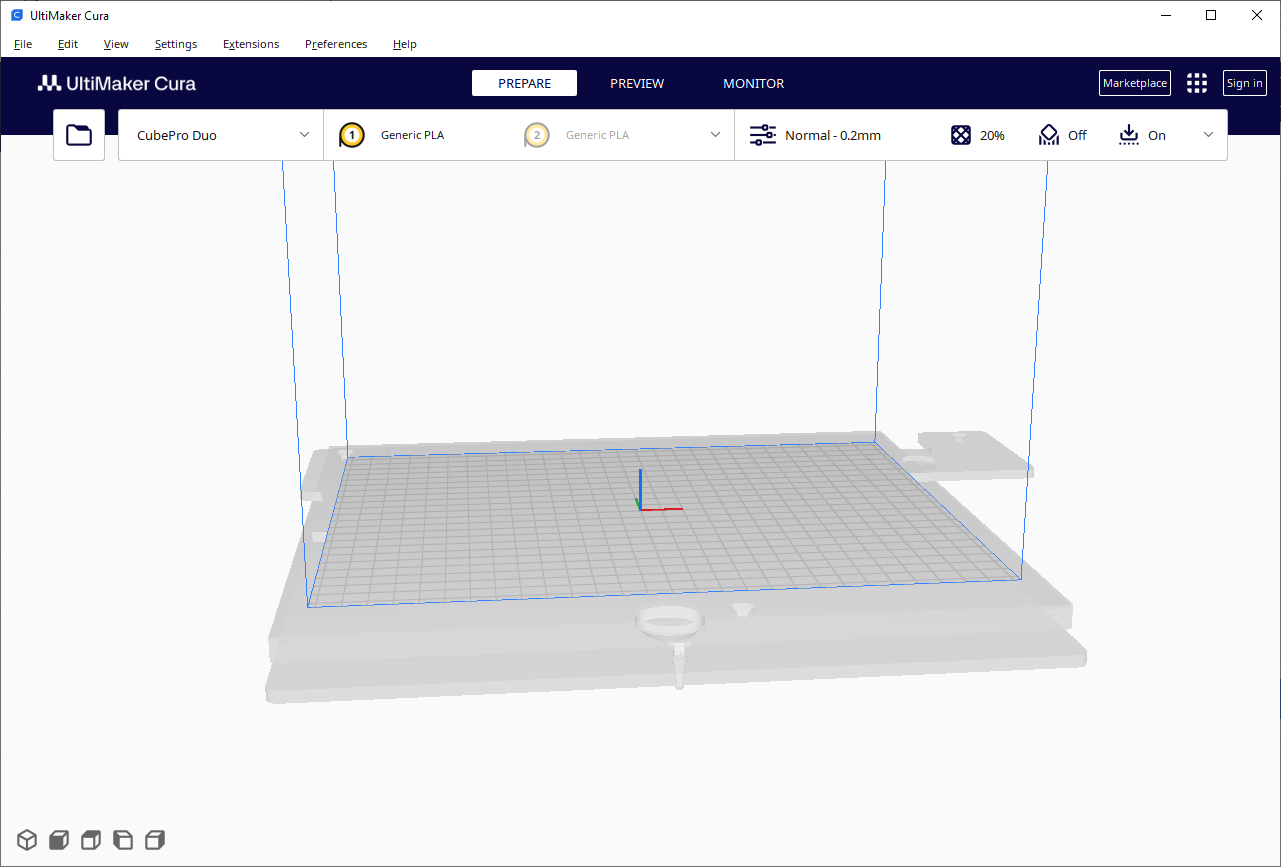 UltiMaker Cura
File Edit View Settings Extensions Preferences Help
UltiMaker Cura PREPARE PREVIEW MONITOR Marketplace Sign in
CubePro Duo 1 Generic PLA 2 Generic PLA Normal - 0.2mm 20% Off On